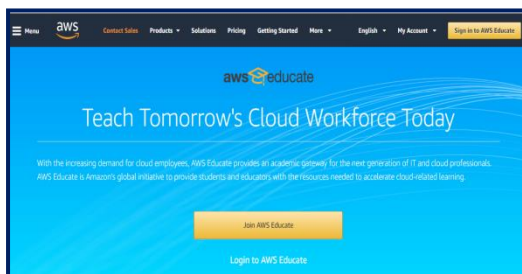 Menu aws Contact Sales Products Solutions Pricing Getting Started More English My Account Sign in to AWS Educate
aws educate
Teach Tomorrow's Cloud Workforce Today
With the increasing demand for cloud employees, AWS Educate provides an academic gateway for the next generation of IT and cloud professionals.
AWS Educate is Amazon's global initiative to provide students and educators with the resources needed to accelerate cloud-related learning.
Join AWS Educate
Login to AWS Educate